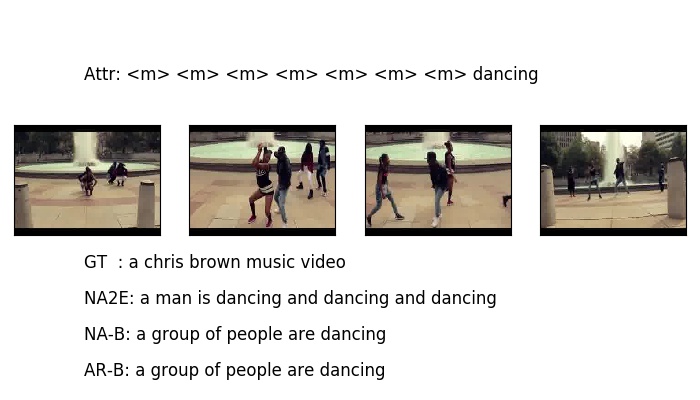 Attr: <m> <m> <m> <m> <m> <m> <m> dancing
GT  : a chris brown music video
NA2E: a man is dancing and dancing and dancing
NA-B: a group of people are dancing
AR-B: a group of people are dancing